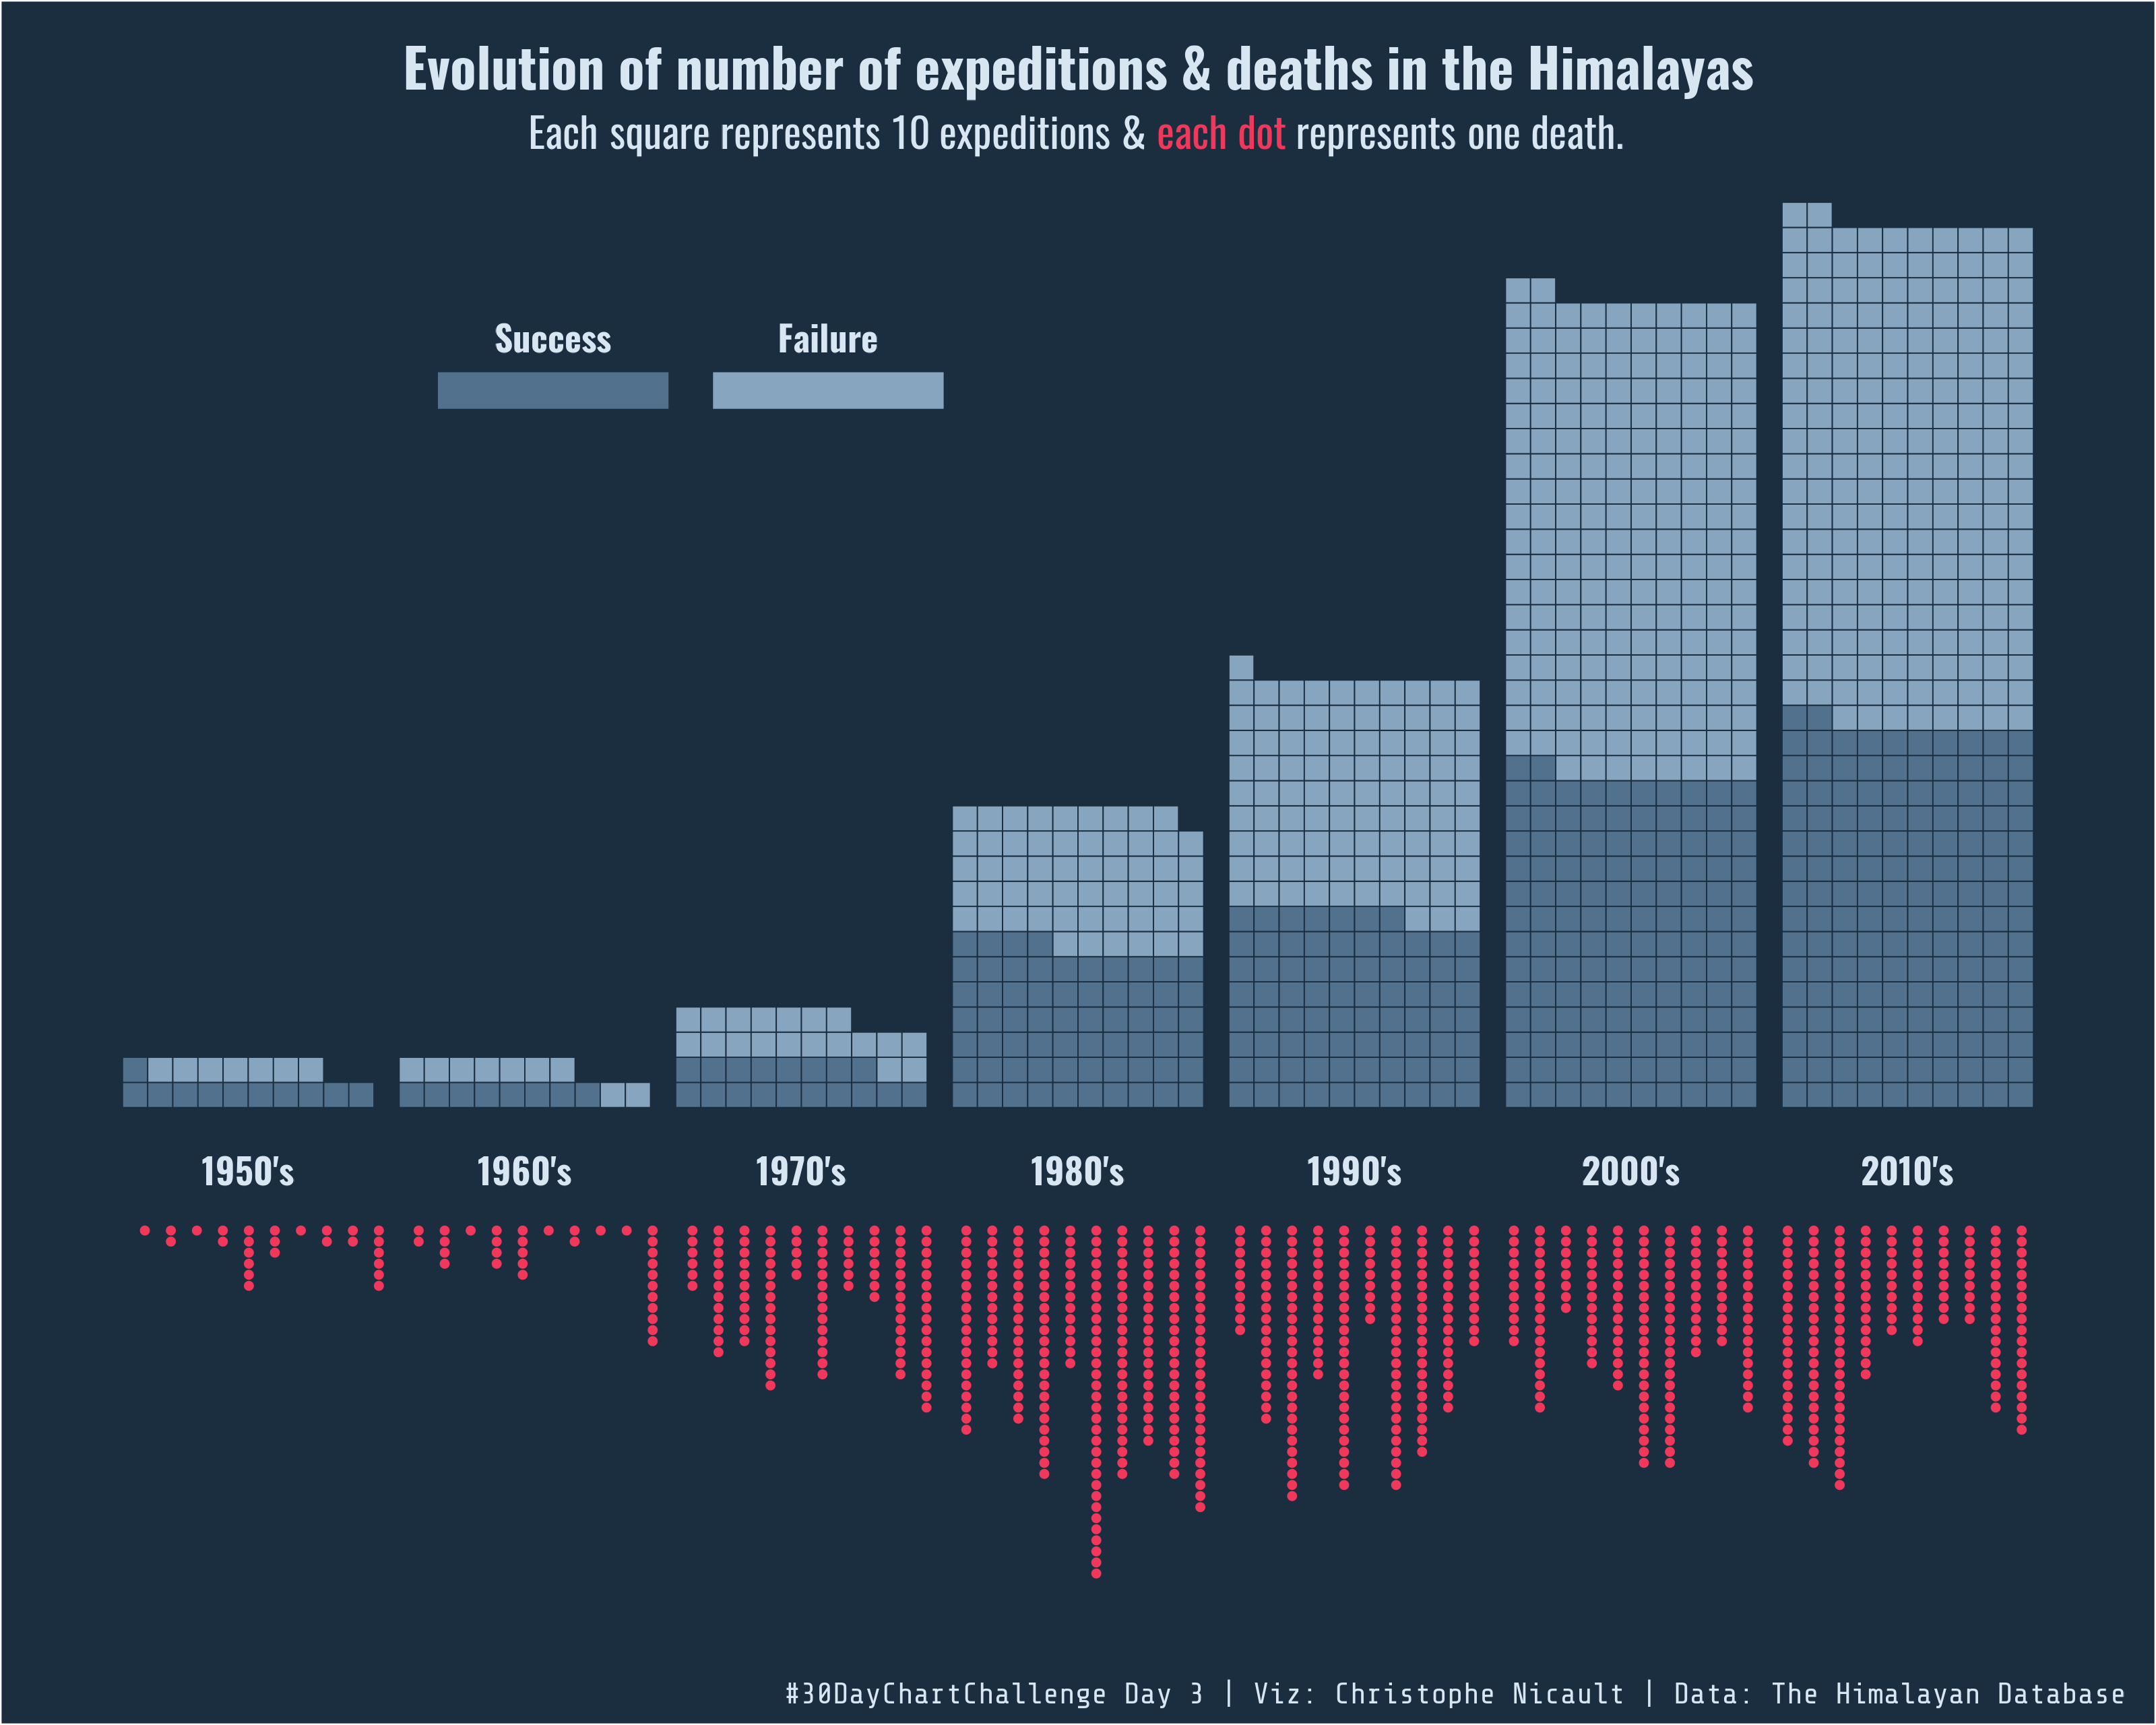 Evolution of number of expeditions & deaths in the Himalayas
Each square represents 10 expeditions & each dot represents one death.
Success Failure
1950's 1960's 1970's 1980's 1990's 2000's 2010's
#30DayChartChallenge Day 3 | Viz: Christophe Nicault | Data: The Himalayan Database